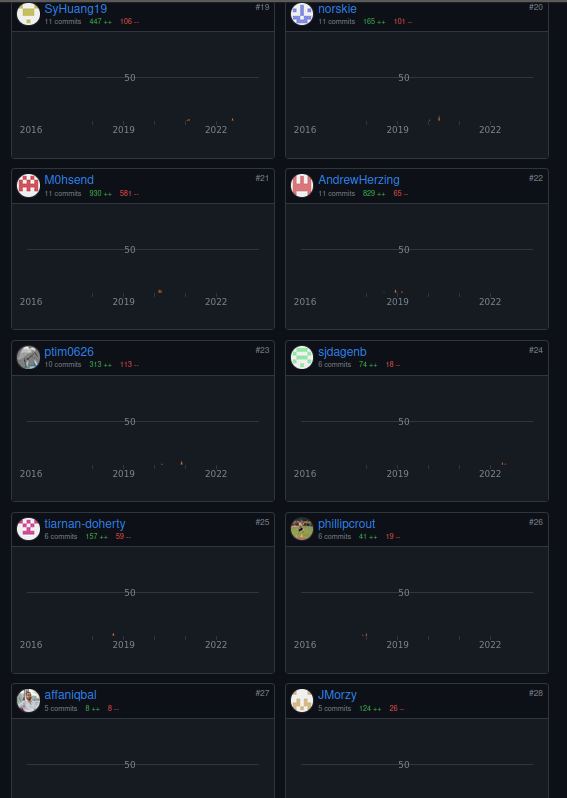 SyHuang19 #19
11 commits 447 ++ 106 --
50
2016 2019 2022
norskie #20
11 commits 165 ++ 101 --
50
2016 2019 2022
M0hsend #21
11 commits 930 ++ 581 --
50
2016 2019 2022
AndrewHerzing #22
11 commits 829 ++ 65 --
50
2016 2019 2022
ptim0626 #23
10 commits 313 ++ 113 --
50
2016 2019 2022
sjdagenb #24
6 commits 74 ++ 18 --
50
2016 2019 2022
tiarnan-doherty #25
6 commits 157 ++ 59 --
50
2016 2019 2022
phillipcrout #26
6 commits 41 ++ 19 --
50
2016 2019 2022
affaniqbal #27
5 commits 8 ++ 8 --
50
JMorzy #28
5 commits 124 ++ 26 --
50